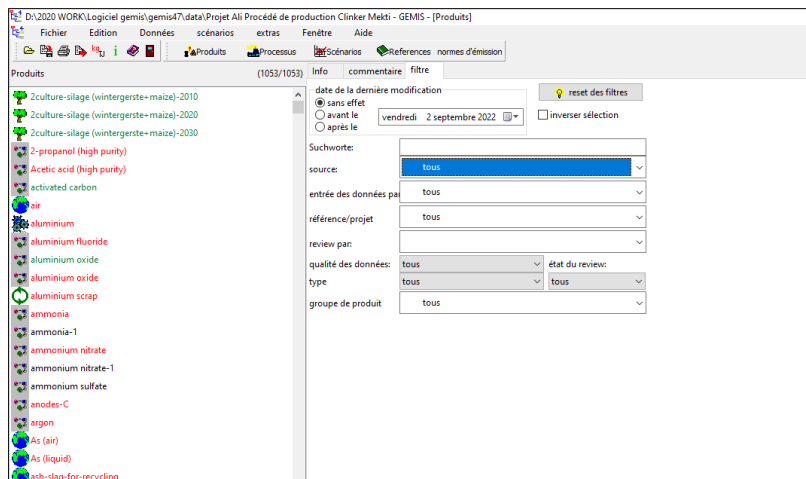 D:\2020 WORK\Logiciel gemis\gemis47\data\Projet Ali Procédé de production Clinker Mekti - GEMIS - [Produits]
Fichier Edition Données scénarios extras Fenêtre Aide
kg TJ i Produits Processus Scénarios References normes d'émission
Produits (1053/1053)
Info commentaire filtre
2culture-silage (wintergerste+maize)-2010
2culture-silage (wintergerste+maize)-2020
2culture-silage (wintergerste+maize)-2030
2-propanol (high purity)
Acetic acid (high purity)
activated carbon
air
aluminium
aluminium fluoride
aluminium oxide
aluminium oxide
aluminium scrap
ammonia
ammonia-1
ammonium nitrate
ammonium nitrate-1
ammonium sulfate
anodes-C
argon
As (air)
As (liquid)
ash-slag-for-recycling
date de la dernière modification
sans effet
avant le
après le
vendredi 2 septembre 2022
reset des filtres
inverser sélection
Suchworte:
source: tous
entrée des données pa tous
référence/projet tous
review par:
qualité des données: tous état du review:
type tous tous
groupe de produit tous